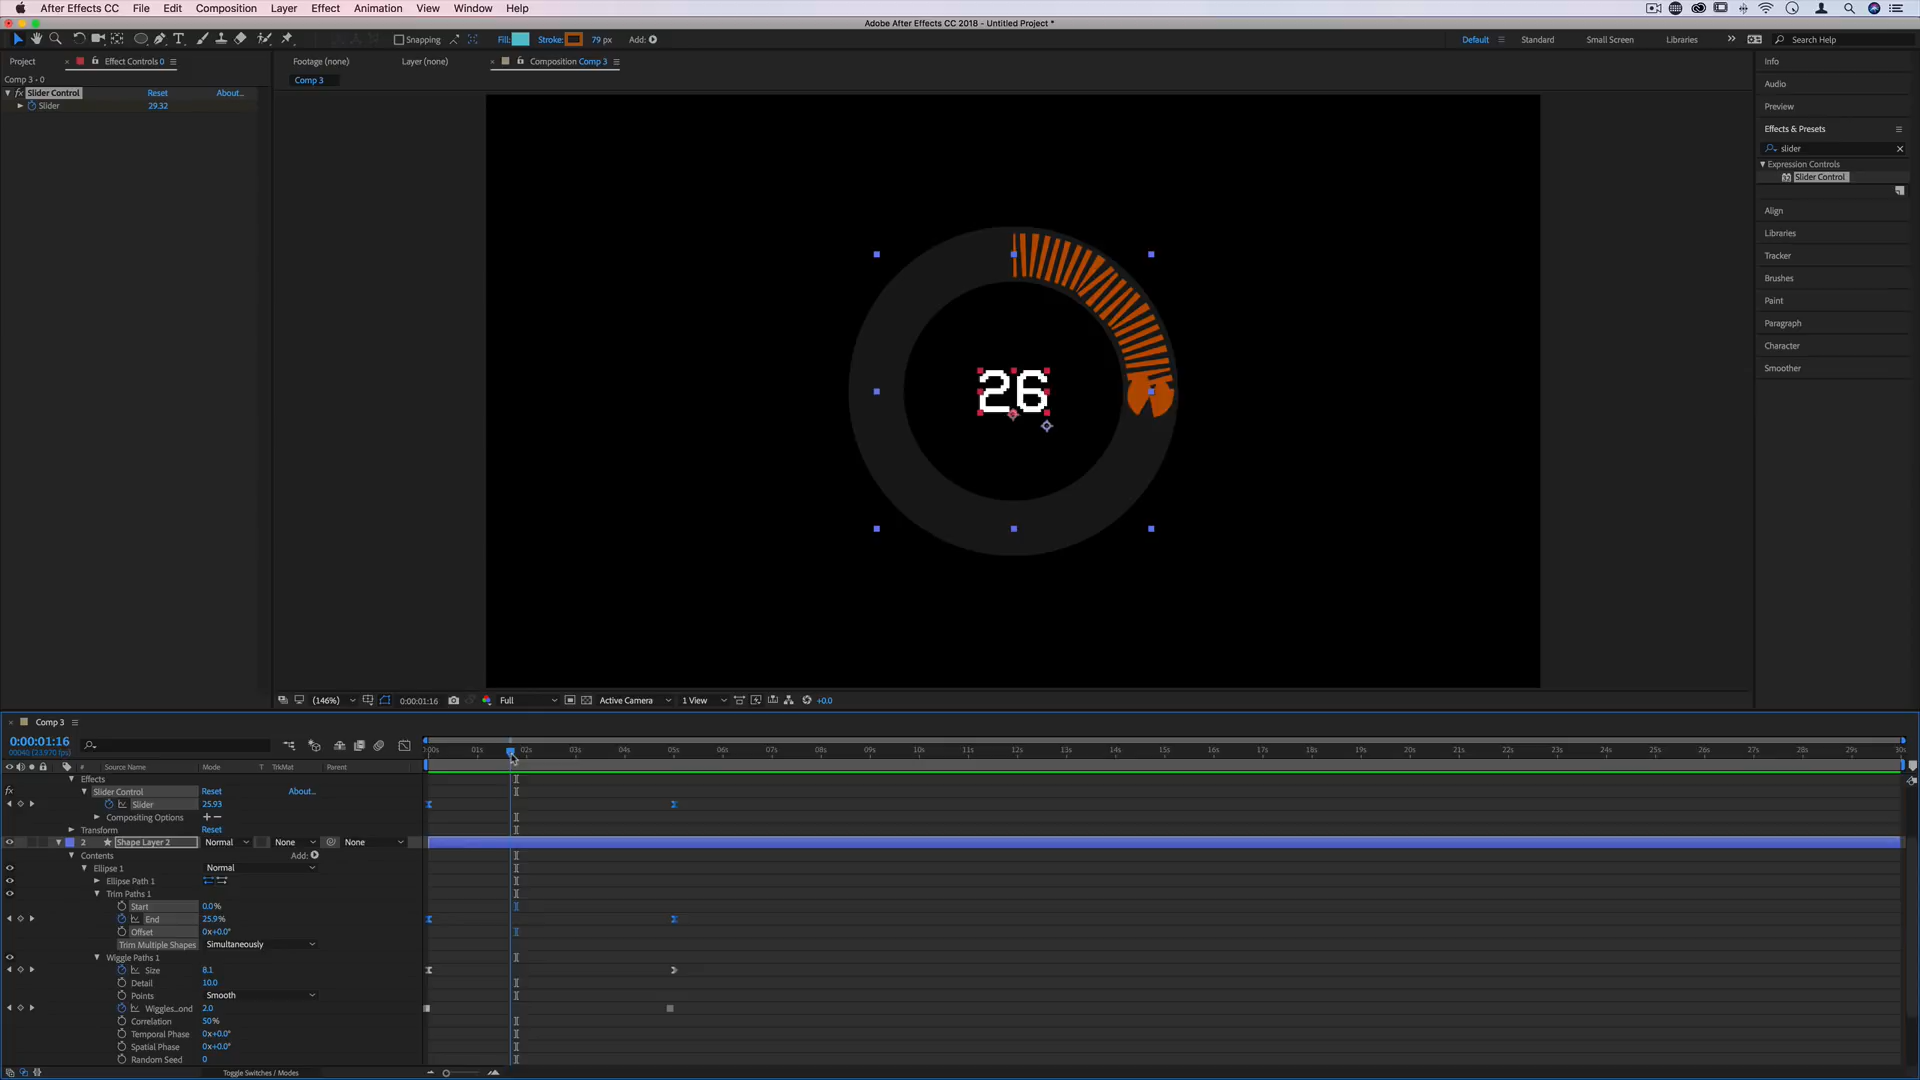 After Effects CC File Edit Composition Layer Effect Animation View Window Help
Adobe After Effects CC 2018 - Untitled Project *
Snapping Fill: Stroke: 79 px Add: Default Standard Small Screen Libraries Search Help
Project Effect Controls 0 Footage (none) Layer (none) Composition Comp 3 Info
Comp 3 - 0 Comp 3
Audio
fx Slider Control Reset About...
Slider 29.32
Preview
Effects & Presets
slider
Expression Controls
Slider Control
Align
Libraries
Tracker
Brushes
Paint
Paragraph
Character
Smoother
26
(146%) 0:00:01:16 Full Active Camera 1 View +0.0
Comp 3
0:00:01:16
00040 (23.970 fps)
:00s 01s 02s 03s 04s 05s 06s 07s 08s 09s 10s 11s 12s 13s 14s 15s 16s 17s 18s 19s 20s 21s 22s 23s 24s 25s 26s 27s 28s 29s 30s
# Source Name Mode T TrkMat Parent
Effects
fx Slider Control Reset About...
Slider 25.93
Compositing Options + −
Transform Reset
2 Shape Layer 2 Normal None None
Contents Add:
Ellipse 1 Normal
Ellipse Path 1
Trim Paths 1
Start 0.0%
End 25.9%
Offset 0x+0.0°
Trim Multiple Shapes Simultaneously
Wiggle Paths 1
Size 8.1
Detail 10.0
Points Smooth
Wiggles...ond 2.0
Correlation 50%
Temporal Phase 0x+0.0°
Spatial Phase 0x+0.0°
Random Seed 0
Toggle Switches / Modes